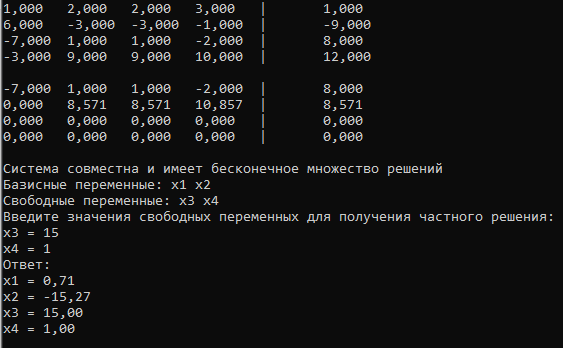 1,000 2,000 2,000 3,000 | 1,000
6,000 -3,000 -3,000 -1,000 | -9,000
-7,000 1,000 1,000 -2,000 | 8,000
-3,000 9,000 9,000 10,000 | 12,000
-7,000 1,000 1,000 -2,000 | 8,000
0,000 8,571 8,571 10,857 | 8,571
0,000 0,000 0,000 0,000 | 0,000
0,000 0,000 0,000 0,000 | 0,000
Система совместна и имеет бесконечное множество решений
Базисные переменные: x1 x2
Свободные переменные: x3 x4
Введите значения свободных переменных для получения частного решения:
x3 = 15
x4 = 1
Ответ:
x1 = 0,71
x2 = -15,27
x3 = 15,00
x4 = 1,00